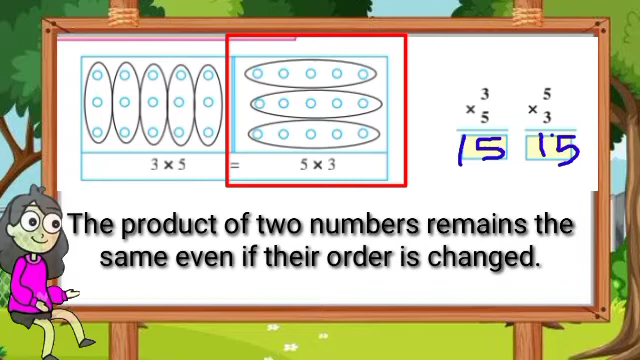 3 × 5 = 5 × 3
3
× 5
15
5
× 3
15
The product of two numbers remains the
same even if their order is changed.